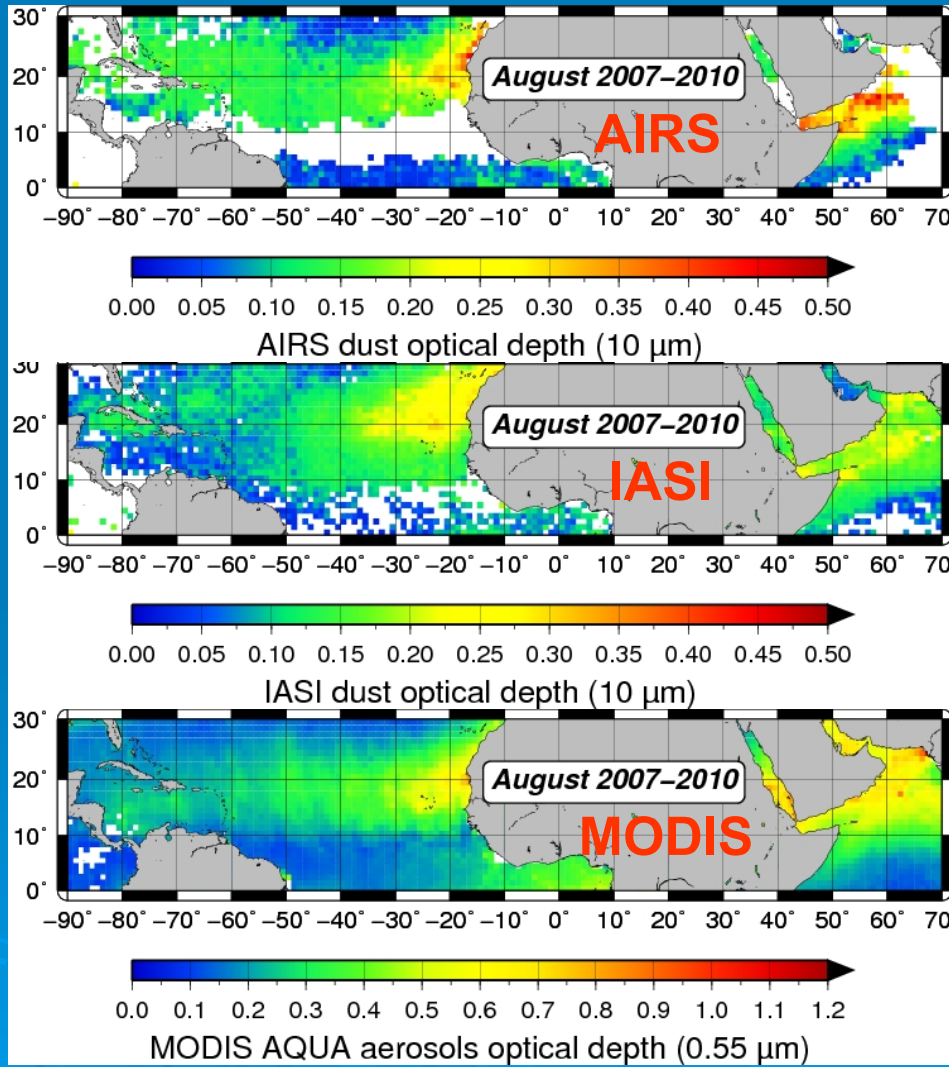 30°
20°
10°
0°
August 2007–2010
AIRS
−90° −80° −70° −60° −50° −40° −30° −20° −10° 0° 10° 20° 30° 40° 50° 60° 70
0.00 0.05 0.10 0.15 0.20 0.25 0.30 0.35 0.40 0.45 0.50
AIRS dust optical depth (10 µm)
30
20°
10°
0°
August 2007–2010
IASI
−90° −80° −70° −60° −50° −40° −30° −20° −10° 0° 10° 20° 30° 40° 50° 60° 70
0.00 0.05 0.10 0.15 0.20 0.25 0.30 0.35 0.40 0.45 0.50
IASI dust optical depth (10 µm)
30°
20°
10°
0°
August 2007–2010
MODIS
−90° −80° −70° −60° −50° −40° −30° −20° −10° 0° 10° 20° 30° 40° 50° 60° 70
0.0 0.1 0.2 0.3 0.4 0.5 0.6 0.7 0.8 0.9 1.0 1.1 1.2
MODIS AQUA aerosols optical depth (0.55 µm)